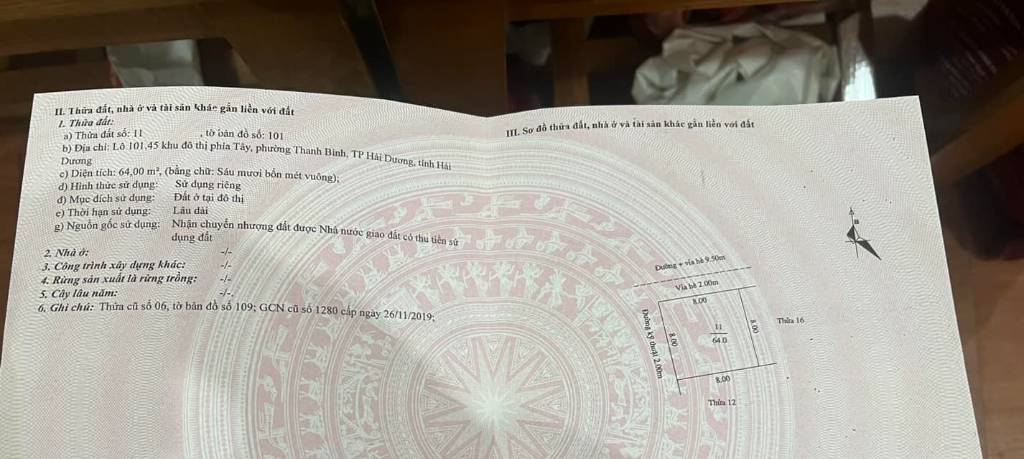 II. Thửa đất, nhà ở và tài sản khác gắn liền với đất
1. Thửa đất:
a) Thửa đất số: 11 , tờ bản đồ số: 101
b) Địa chỉ: Lô 101.45 khu đô thị phía Tây, phường Thanh Bình, TP Hải Dương, tỉnh Hải
Dương
c) Diện tích: 64,00 m², (bằng chữ: Sáu mươi bốn mét vuông);
d) Hình thức sử dụng: Sử dụng riêng
đ) Mục đích sử dụng: Đất ở tại đô thị
e) Thời hạn sử dụng: Lâu dài
g) Nguồn gốc sử dụng: Nhận chuyển nhượng đất được Nhà nước giao đất có thu tiền sử
dụng đất
2. Nhà ở: -/-
3. Công trình xây dựng khác: -/-
4. Rừng sản xuất là rừng trồng: -/-
5. Cây lâu năm: -/-.
6. Ghi chú: Thửa cũ số 06, tờ bản đồ số 109; GCN cũ số 1280 cấp ngày 26/11/2019;
III. Sơ đồ thửa đất, nhà ở và tài sản khác gắn liền với đất
B
Đường + vỉa hè 9.50m
Vỉa hè 2.00m
8.00
Đường kỹ thuật 2.00m
8.00
11
64.0
8.00
Thửa 16
8.00
Thửa 12